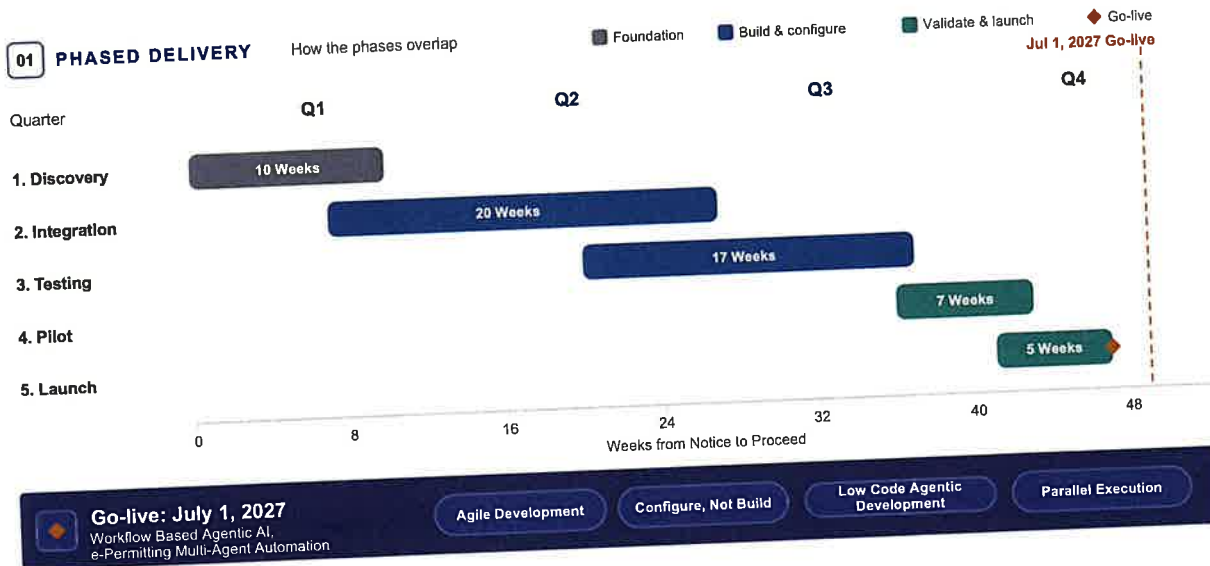 01 PHASED DELIVERY How the phases overlap
Foundation Build & configure Validate & launch Go-live
Jul 1, 2027 Go-live
Quarter Q1 Q2 Q3 Q4
1. Discovery 10 Weeks
2. Integration 20 Weeks
3. Testing 17 Weeks
4. Pilot 7 Weeks
5. Launch 5 Weeks
0 8 16 24 32 40 48
Weeks from Notice to Proceed
Go-live: July 1, 2027
Workflow Based Agentic AI,
e-Permitting Multi-Agent Automation
Agile Development
Configure, Not Build
Low Code Agentic
Development
Parallel Execution